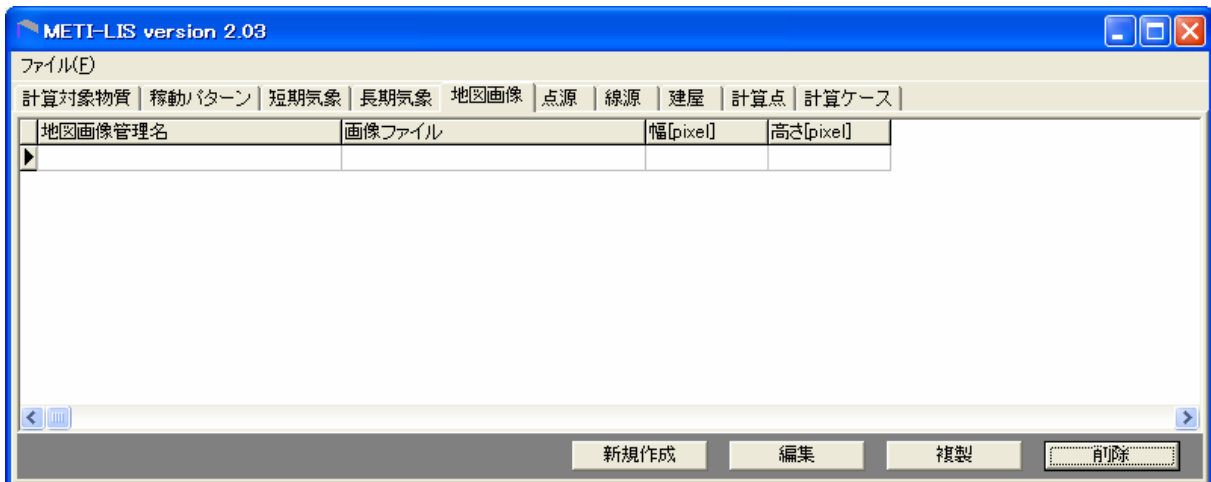 METI-LIS version 2.03
ファイル(F)
計算対象物質 稼動パターン 短期気象 長期気象 地図画像 点源 線源 建屋 計算点 計算ケース
地図画像管理名 画像ファイル 幅[pixel] 高さ[pixel]
新規作成 編集 複製 削除